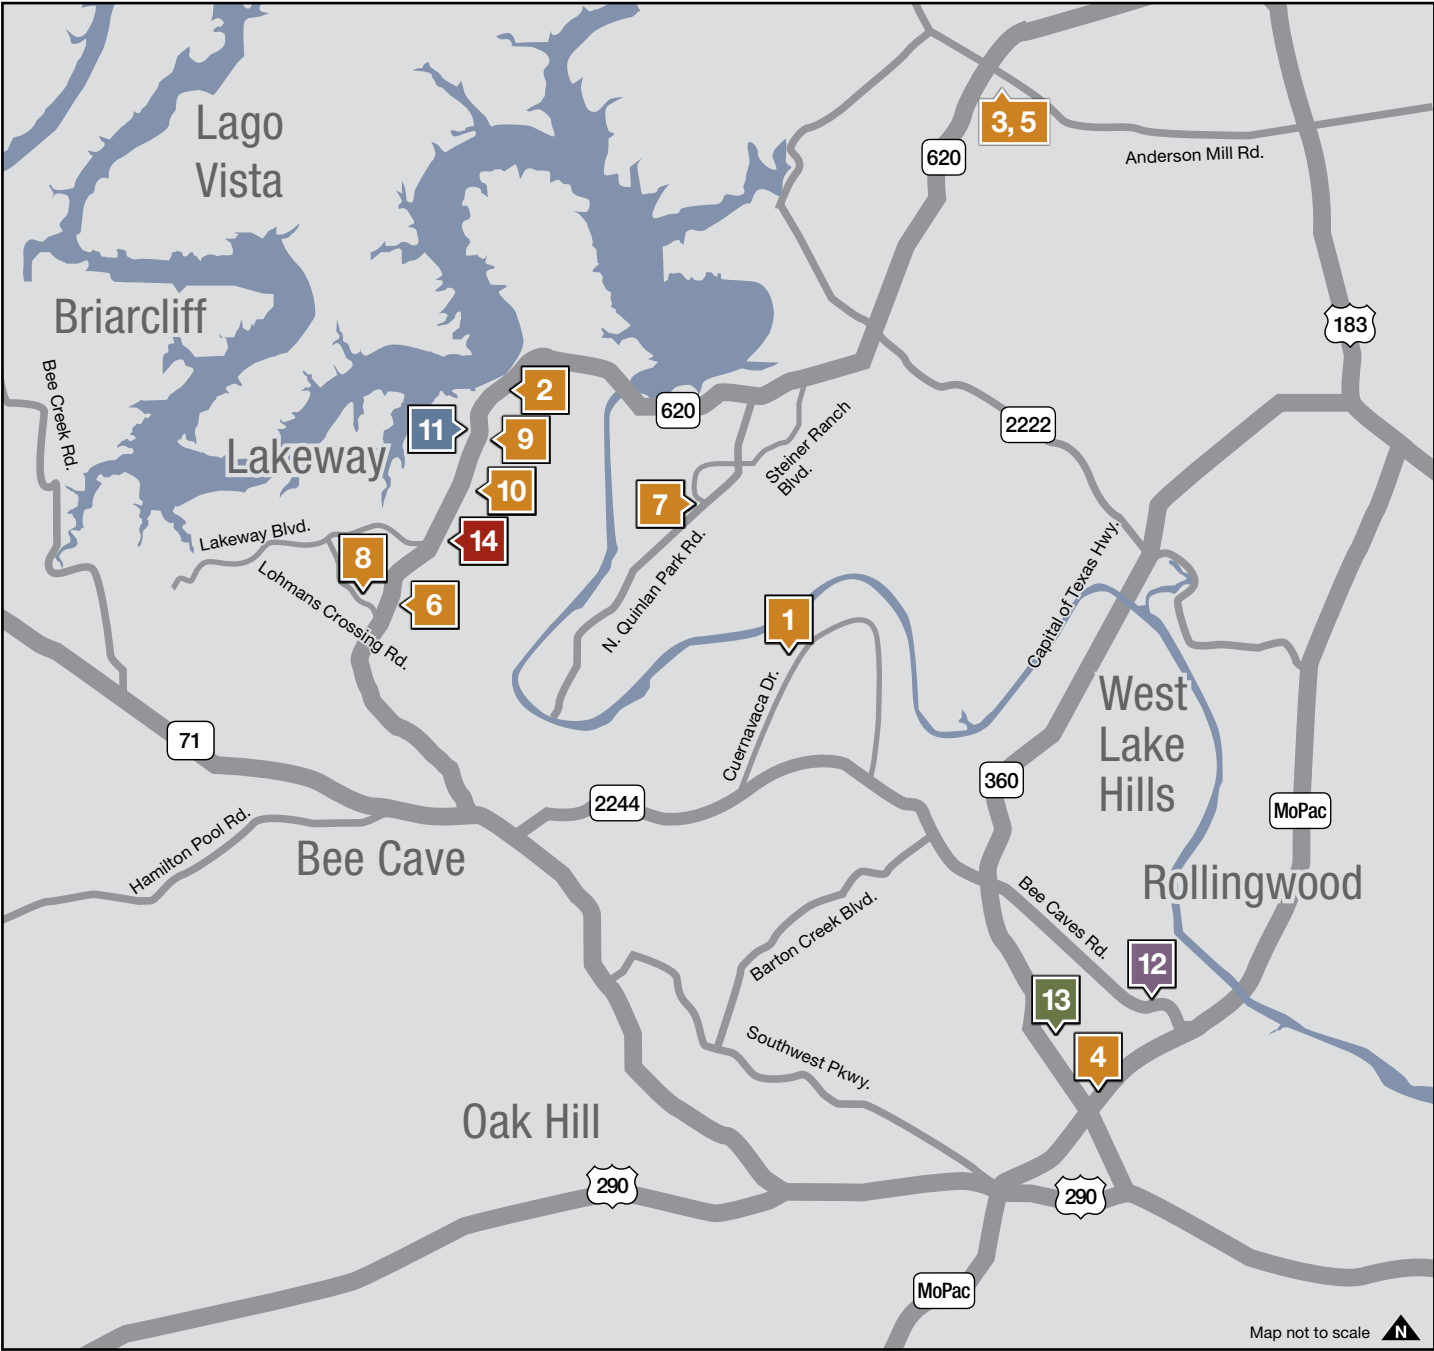 Lago
Vista
3, 5
620
Anderson Mill Rd.
Briarcliff
183
Bee Creek Rd.
2
620
11
9
2222
Steiner Ranch
Blvd.
Lakeway
10
7
Lakeway Blvd.
14
8
Lohmans Crossing Rd.
6
N. Quinlan Park Rd.
1
Capital of Texas Hwy.
Cuernavaca Dr.
West
Lake
Hills
71
360
2244
MoPac
Hamilton Pool Rd.
Bee Cave
Rollingwood
Bee Caves Rd.
Barton Creek Blvd.
12
13
4
Southwest Pkwy.
Oak Hill
290
290
MoPac
Map not to scale
N